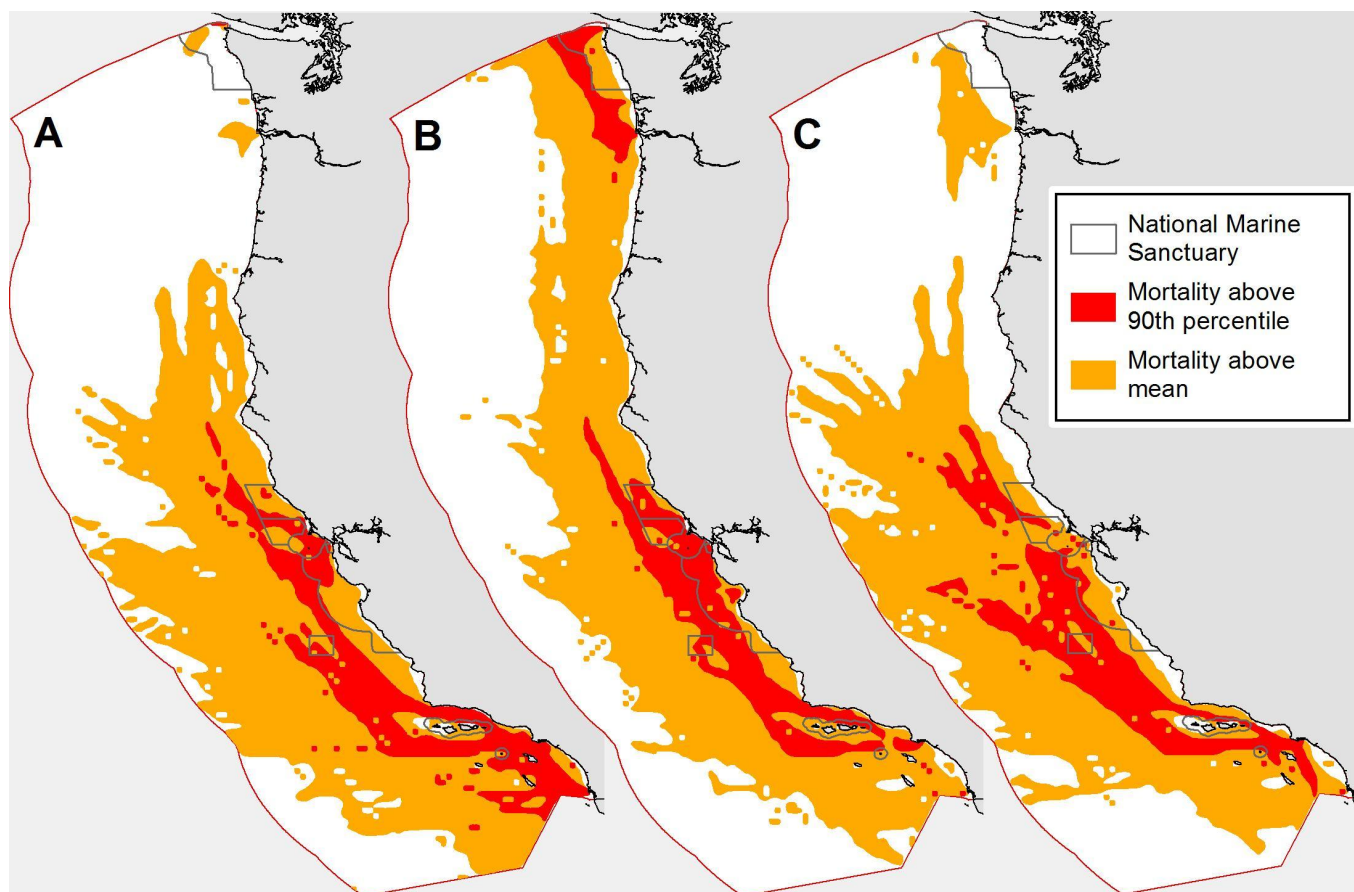 A
B
C
National Marine
Sanctuary
Mortality above
90th percentile
Mortality above
mean